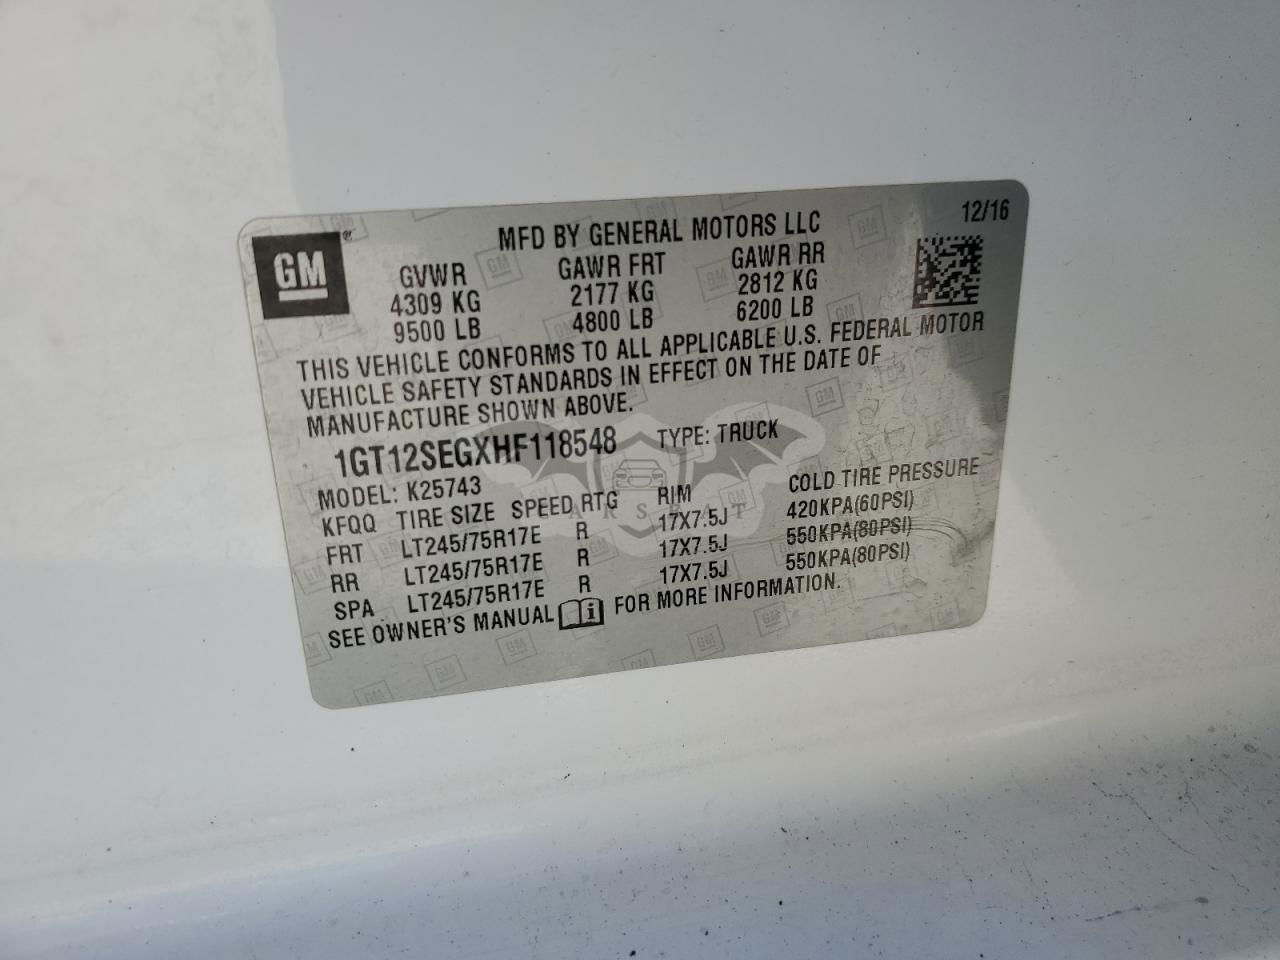 MFD BY GENERAL MOTORS LLC 12/16
GM
GVWR GAWR FRT GAWR RR
4309 KG 2177 KG 2812 KG
9500 LB 4800 LB 6200 LB
THIS VEHICLE CONFORMS TO ALL APPLICABLE U.S. FEDERAL MOTOR
VEHICLE SAFETY STANDARDS IN EFFECT ON THE DATE OF
MANUFACTURE SHOWN ABOVE.
1GT12SEGXHF118548 TYPE: TRUCK
MODEL: K25743
KFQQ TIRE SIZE SPEED RTG RIM COLD TIRE PRESSURE
FRT LT245/75R17E R 17X7.5J 420KPA(60PSI)
RR LT245/75R17E R 17X7.5J 550KPA(80PSI)
SPA LT245/75R17E R 17X7.5J 550KPA(80PSI)
SEE OWNER'S MANUAL FOR MORE INFORMATION.